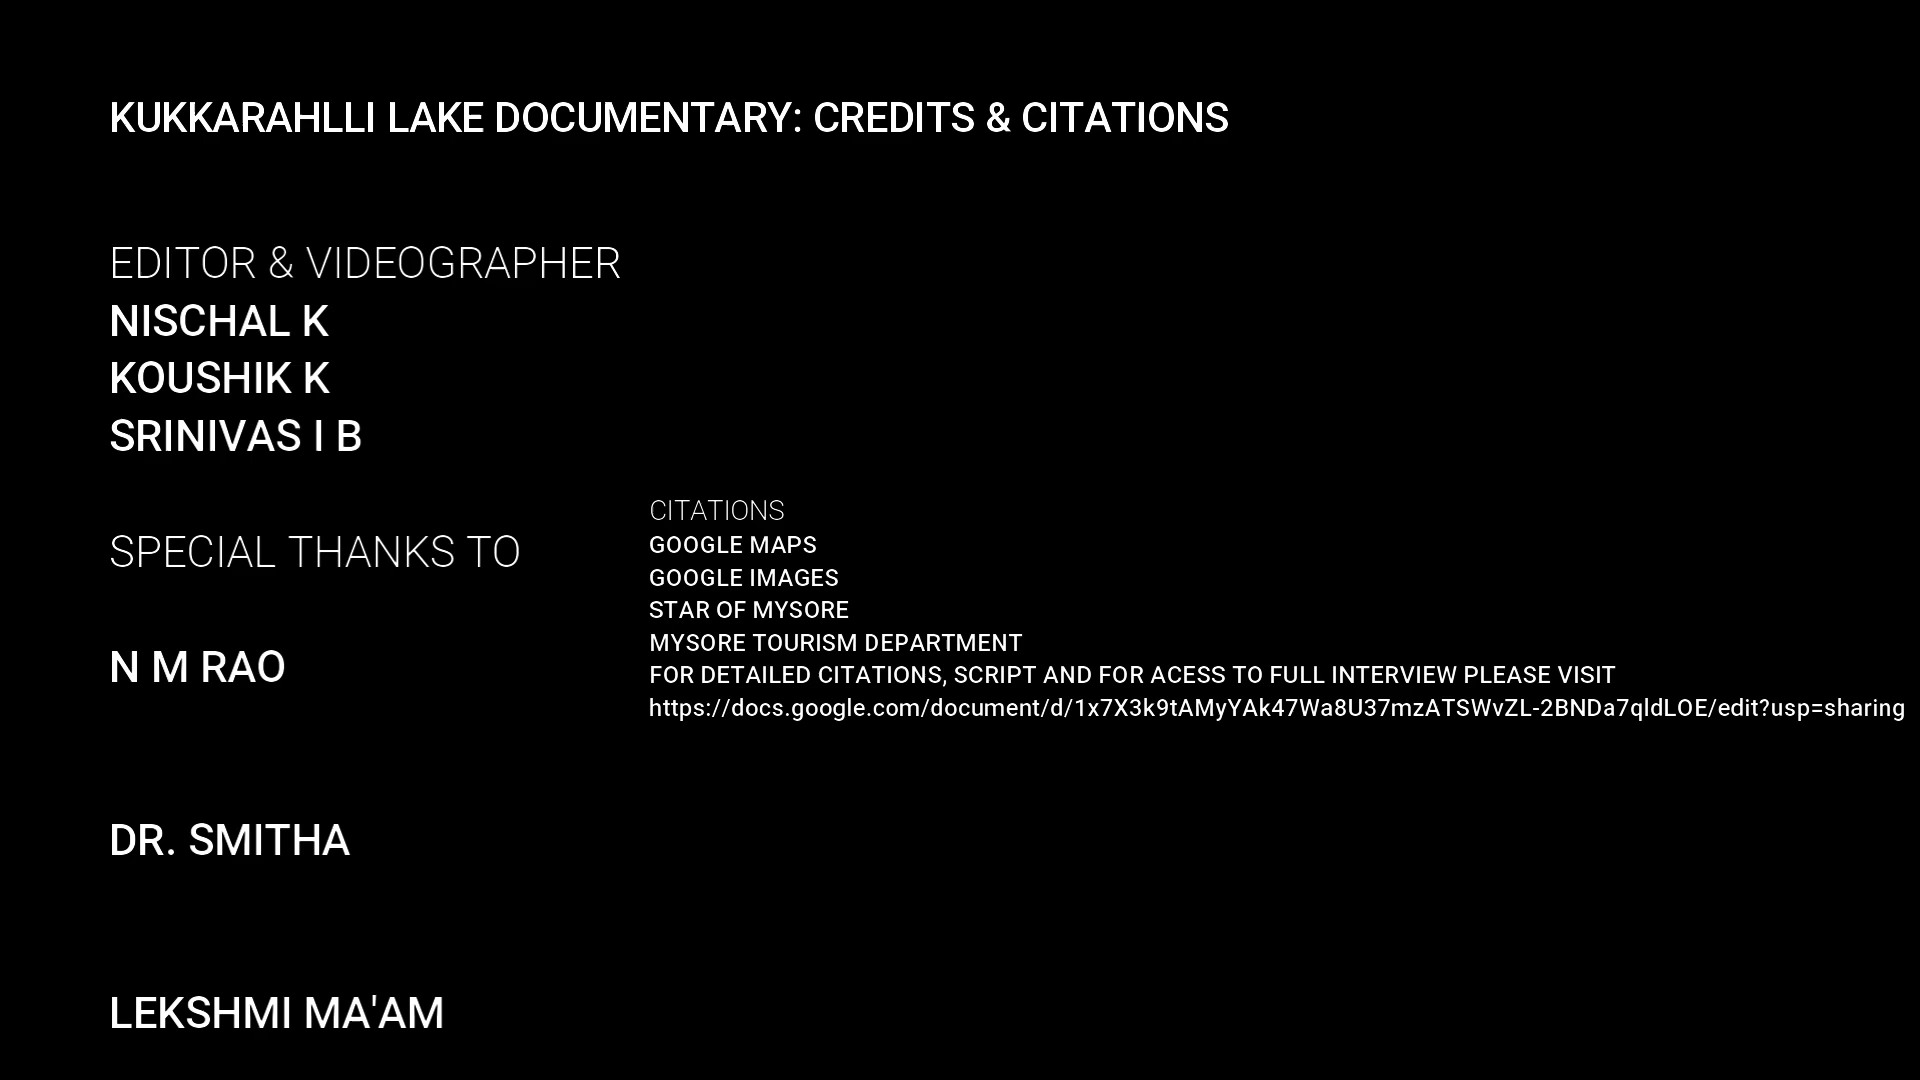 KUKKARAHLLI LAKE DOCUMENTARY: CREDITS & CITATIONS
EDITOR & VIDEOGRAPHER
NISCHAL K
KOUSHIK K
SRINIVAS I B
SPECIAL THANKS TO
N M RAO
DR. SMITHA
LEKSHMI MA'AM
CITATIONS
GOOGLE MAPS
GOOGLE IMAGES
STAR OF MYSORE
MYSORE TOURISM DEPARTMENT
FOR DETAILED CITATIONS, SCRIPT AND FOR ACESS TO FULL INTERVIEW PLEASE VISIT
https://docs.google.com/document/d/1x7X3k9tAMyYAk47Wa8U37mzATSWvZL-2BNDa7qldLOE/edit?usp=sharing